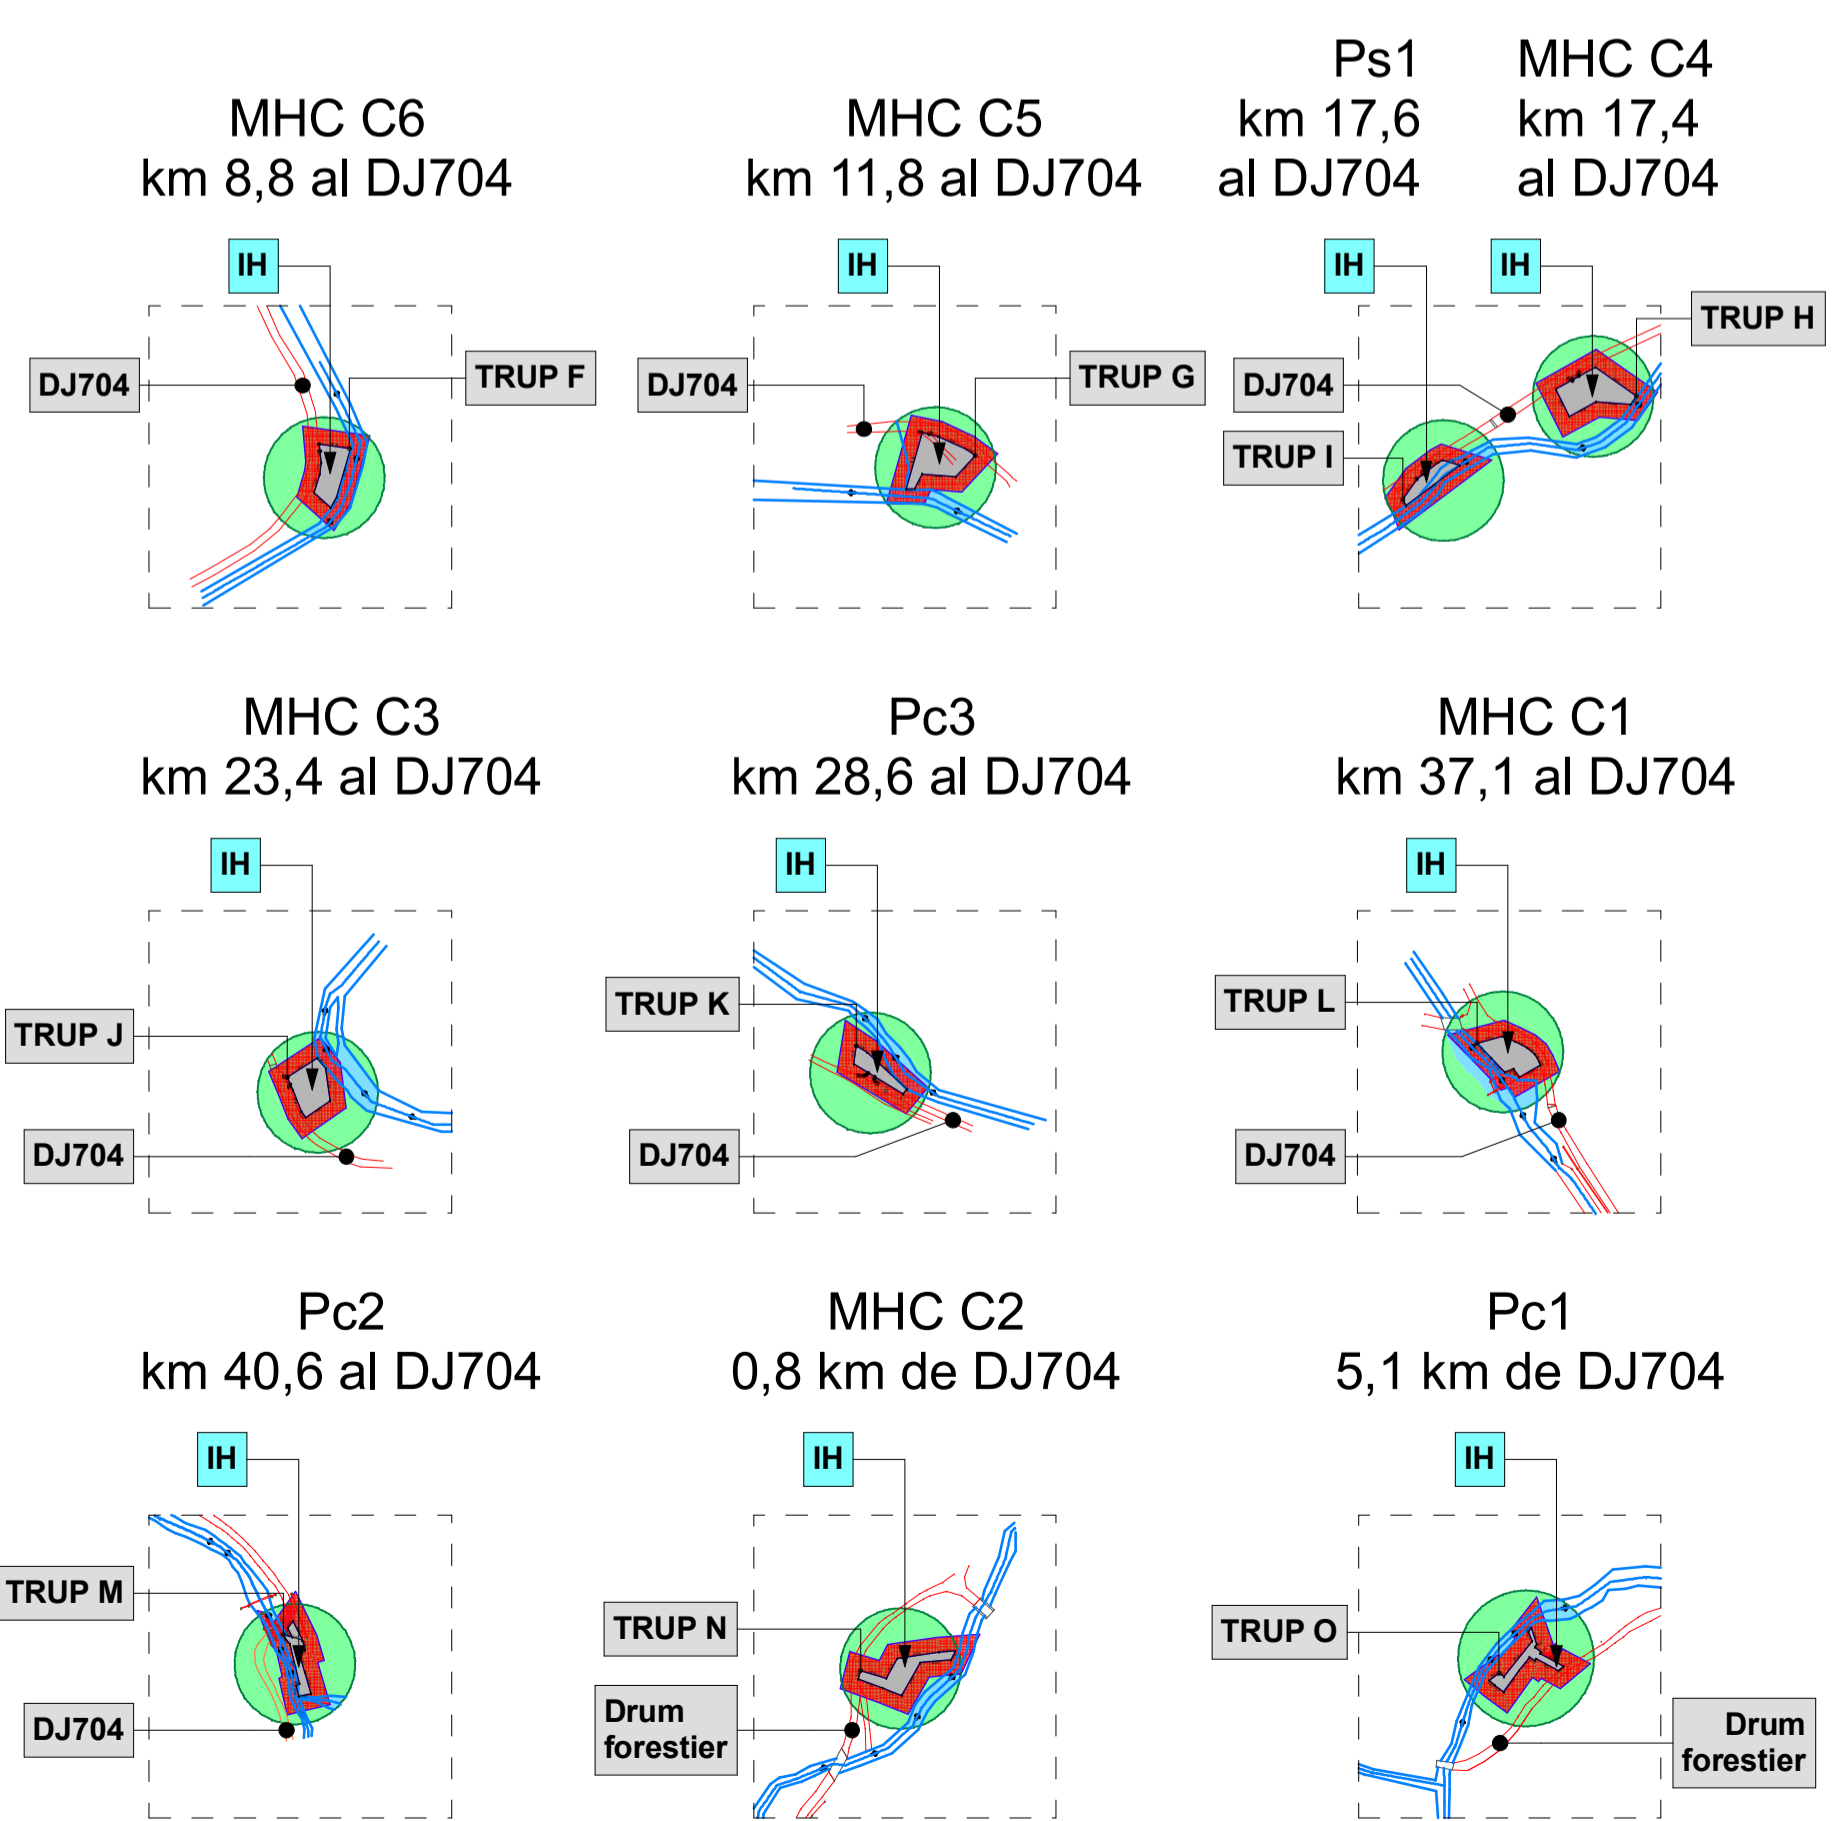 MHC C6
km 8,8 al DJ704
IH
DJ704
TRUP F
MHC C5
km 11,8 al DJ704
IH
DJ704
TRUP G
Ps1
km 17,6
al DJ704
MHC C4
km 17,4
al DJ704
IH
IH
TRUP H
DJ704
TRUP I
MHC C3
km 23,4 al DJ704
IH
TRUP J
DJ704
Pc3
km 28,6 al DJ704
IH
TRUP K
DJ704
MHC C1
km 37,1 al DJ704
IH
TRUP L
DJ704
Pc2
km 40,6 al DJ704
IH
TRUP M
DJ704
MHC C2
0,8 km de DJ704
IH
TRUP N
Drum
forestier
Pc1
5,1 km de DJ704
IH
TRUP O
Drum
forestier